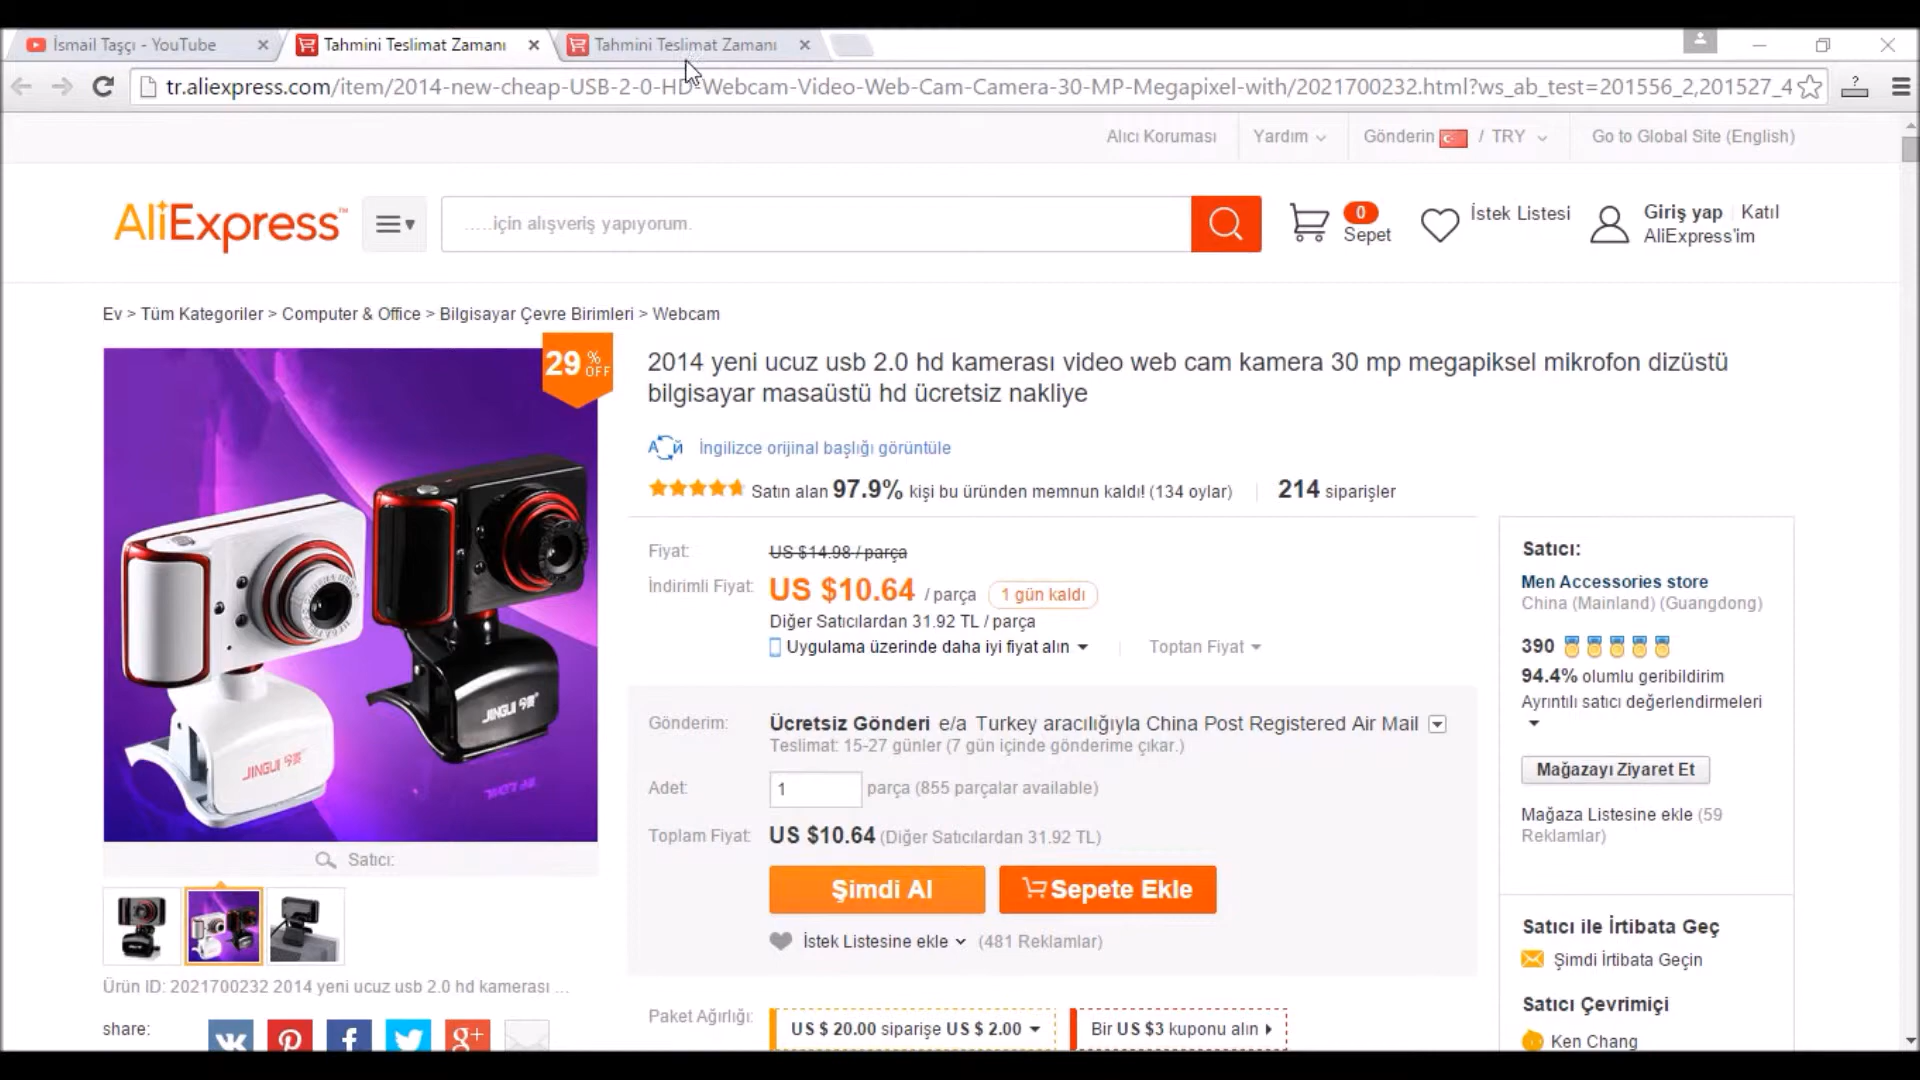 İsmail Taşçı - YouTube
Tahmini Teslimat Zamanı
Tahmini Teslimat Zamanı
tr.aliexpress.com/item/2014-new-cheap-USB-2-0-HD-Webcam-Video-Web-Cam-Camera-30-MP-Megapixel-with/2021700232.html?ws_ab_test=201556_2,201527_4
Alıcı Koruması
Yardım
Gönderin / TRY
Go to Global Site (English)
AliExpress™
.....için alışveriş yapıyorum.
0
Sepet
İstek Listesi
Giriş yap Katıl
AliExpress'im
Ev > Tüm Kategoriler > Computer & Office > Bilgisayar Çevre Birimleri > Webcam
29 % OFF
2014 yeni ucuz usb 2.0 hd kamerası video web cam kamera 30 mp megapiksel mikrofon dizüstü
bilgisayar masaüstü hd ücretsiz nakliye
İngilizce orijinal başlığı görüntüle
Satın alan 97.9% kişi bu üründen memnun kaldı! (134 oylar)
214 siparişler
Fiyat: US $14.98 / parça
İndirimli Fiyat: US $10.64 / parça 1 gün kaldı
Diğer Satıcılardan 31.92 TL / parça
Uygulama üzerinde daha iyi fiyat alın
Toptan Fiyat
Gönderim: Ücretsiz Gönderi e/a Turkey aracılığıyla China Post Registered Air Mail
Teslimat: 15-27 günler (7 gün içinde gönderime çıkar.)
Adet: 1 parça (855 parçalar available)
Toplam Fiyat: US $10.64 (Diğer Satıcılardan 31.92 TL)
Şimdi Al
Sepete Ekle
İstek Listesine ekle (481 Reklamlar)
Paket Ağırlığı: US $ 20.00 siparişe US $ 2.00
Bir US $3 kuponu alın
JINGUI 今贵
JINGUI 今贵
Satıcı:
Ürün ID: 2021700232 2014 yeni ucuz usb 2.0 hd kamerası ...
share:
Satıcı:
Men Accessories store
China (Mainland) (Guangdong)
390
94.4% olumlu geribildirim
Ayrıntılı satıcı değerlendirmeleri
Mağazayı Ziyaret Et
Mağaza Listesine ekle (59
Reklamlar)
Satıcı ile İrtibata Geç
Şimdi İrtibata Geçin
Satıcı Çevrimiçi
Ken Chang